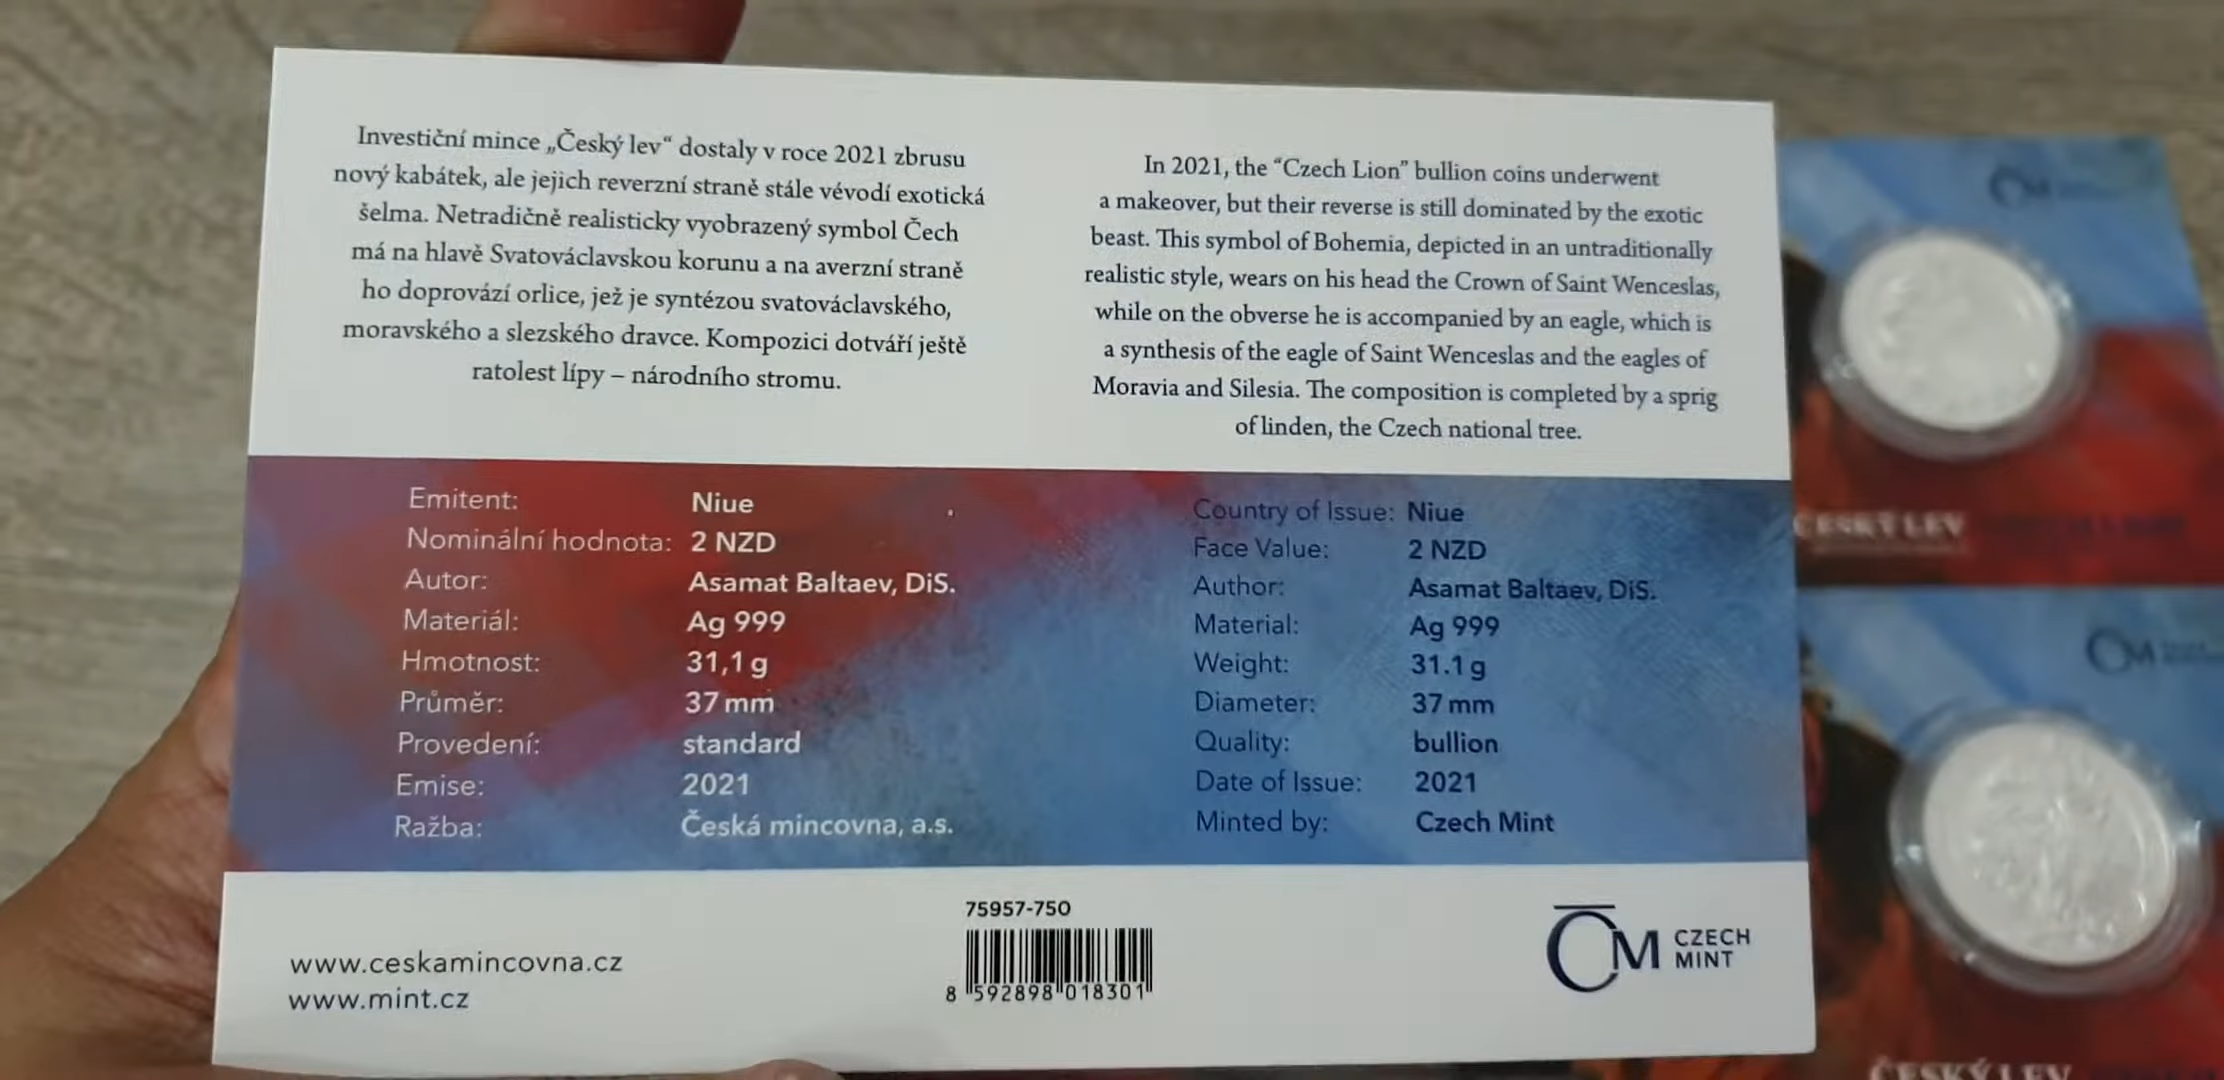 Investiční mince „Český lev“ dostaly v roce 2021 zbrusu
nový kabátek, ale jejich reverzní straně stále vévodí exotická
šelma. Netradičně realisticky vyobrazený symbol Čech
má na hlavě Svatováclavskou korunu a na averzní straně
ho doprovází orlice, jež je syntézou svatováclavského,
moravského a slezského dravce. Kompozici dotváří ještě
ratolest lípy – národního stromu.
In 2021, the “Czech Lion” bullion coins underwent
a makeover, but their reverse is still dominated by the exotic
beast. This symbol of Bohemia, depicted in an untraditionally
realistic style, wears on his head the Crown of Saint Wenceslas,
while on the obverse he is accompanied by an eagle, which is
a synthesis of the eagle of Saint Wenceslas and the eagles of
Moravia and Silesia. The composition is completed by a sprig
of linden, the Czech national tree.
Emitent: Niue
Nominální hodnota: 2 NZD
Autor: Asamat Baltaev, DiS.
Materiál: Ag 999
Hmotnost: 31,1 g
Průměr: 37 mm
Provedení: standard
Emise: 2021
Ražba: Česká mincovna, a.s.
Country of Issue: Niue
Face Value: 2 NZD
Author: Asamat Baltaev, DiS.
Material: Ag 999
Weight: 31.1 g
Diameter: 37 mm
Quality: bullion
Date of Issue: 2021
Minted by: Czech Mint
www.ceskamincovna.cz
www.mint.cz
75957-750
8 592898 018301
CM CZECH
MINT
ČESKÝ LEV
ČESKÝ LEV